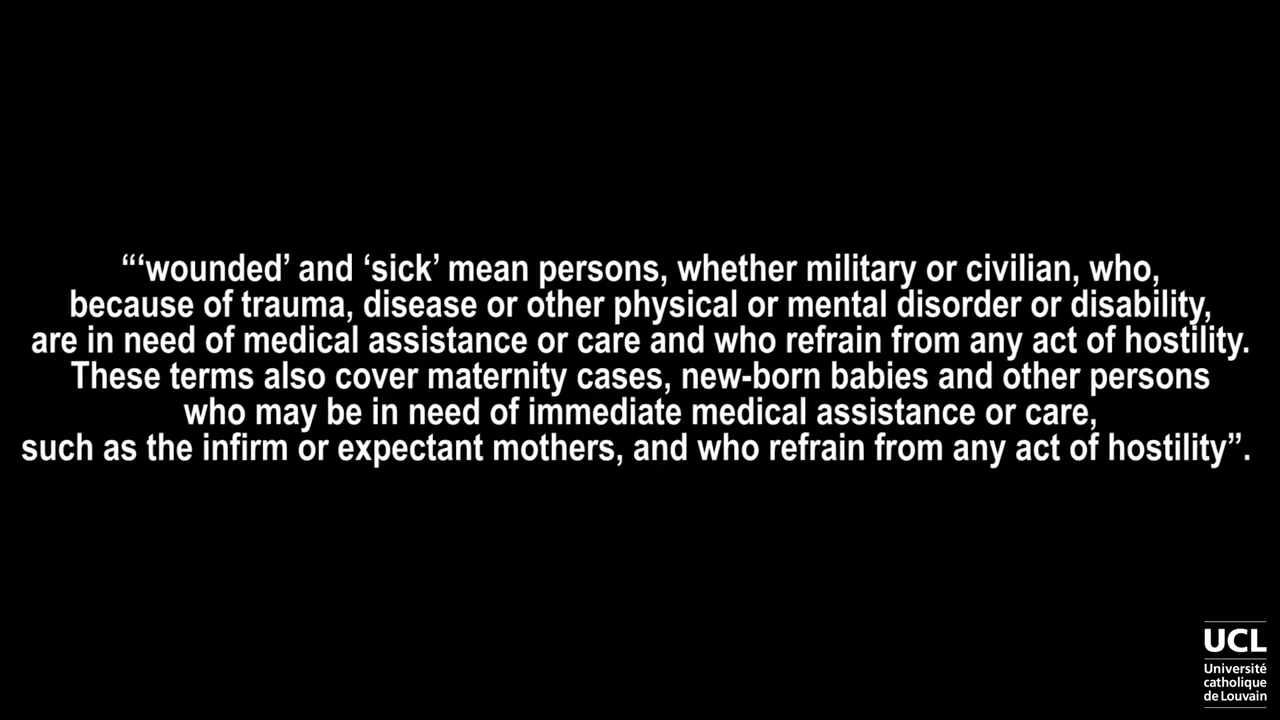 “‘wounded’ and ‘sick’ mean persons, whether military or civilian, who,
because of trauma, disease or other physical or mental disorder or disability,
are in need of medical assistance or care and who refrain from any act of hostility.
These terms also cover maternity cases, new-born babies and other persons
who may be in need of immediate medical assistance or care,
such as the infirm or expectant mothers, and who refrain from any act of hostility”.
UCL
Université
catholique
de Louvain